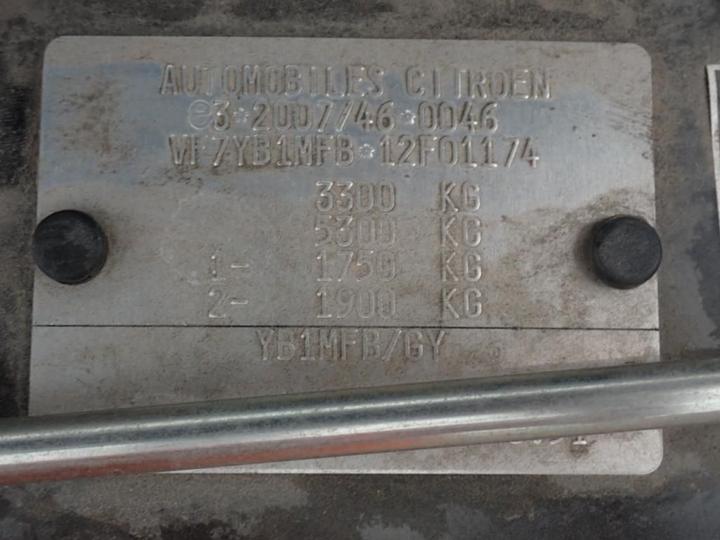 AUTOMOBILES CITROEN
e3*2007/46*0046
VF7YB1MFB*12F01174
3300 KG
5300 KG
1- 1750 KG
2- 1900 KG
YB1MFB/GY